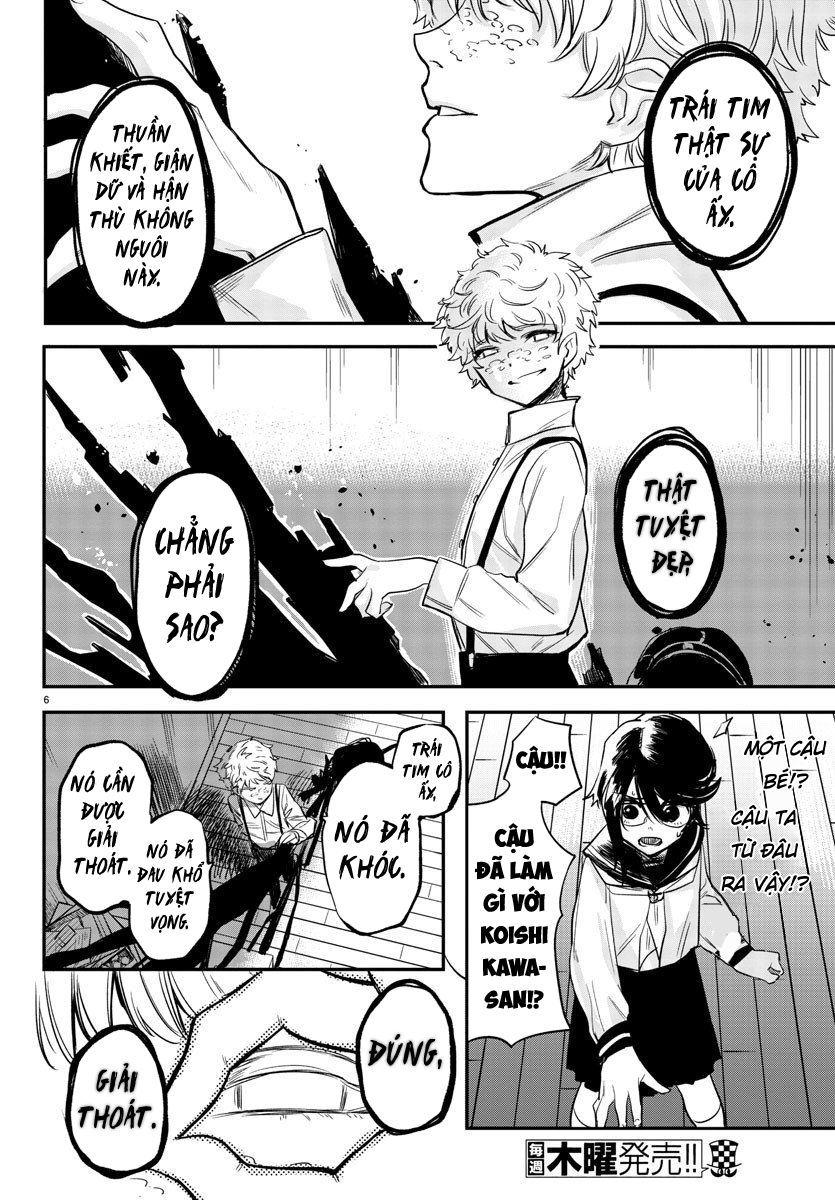 TRÁI TIM
THẬT SỰ
CỦA CÔ
ẤY.
THUẦN
KHIẾT, GIẬN
DỮ VÀ HẬN
THÙ KHÔNG
NGUÔI
NÀY.
THẬT
TUYỆT
ĐẸP,
CHẲNG
PHẢI
SAO?
6
MỘT CẬU
BÉ!?
CẬU TA
TỪ ĐÂU
RA VẬY!?
CẬU!!
CẬU
ĐÃ LÀM
GÌ VỚI
KOISHI
KAWA-
SAN!?
TRÁI
TIM CÔ
ẤY,
NÓ ĐÃ
KHÓC.
NÓ ĐÃ
ĐAU KHỔ
TUYỆT
VỌNG.
NÓ CẦN
ĐƯỢC
GIẢI
THOÁT.
ĐÚNG,
GIẢI
THOÁT.
毎週木曜発売!!